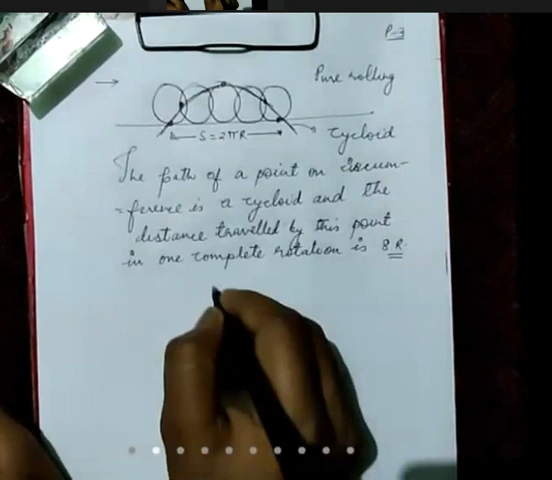 P-3
Pure rolling
S = 2πR
cycloid
The path of a point on circum-
-ference is a cycloid and the
distance travelled by this point
in one complete rotation is 8R.